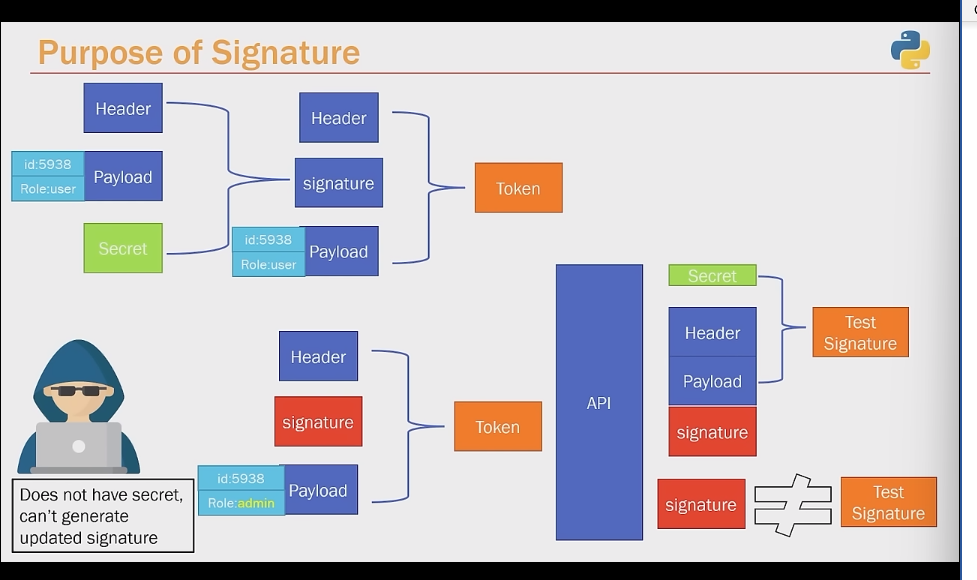 Purpose of Signature
Header
id:5938
Role:user
Payload
Secret
Header
signature
id:5938
Role:user
Payload
Token
Header
signature
id:5938
Role:admin
Payload
Token
Does not have secret,
can't generate
updated signature
API
Secret
Header
Payload
signature
Test
Signature
signature
Test
Signature